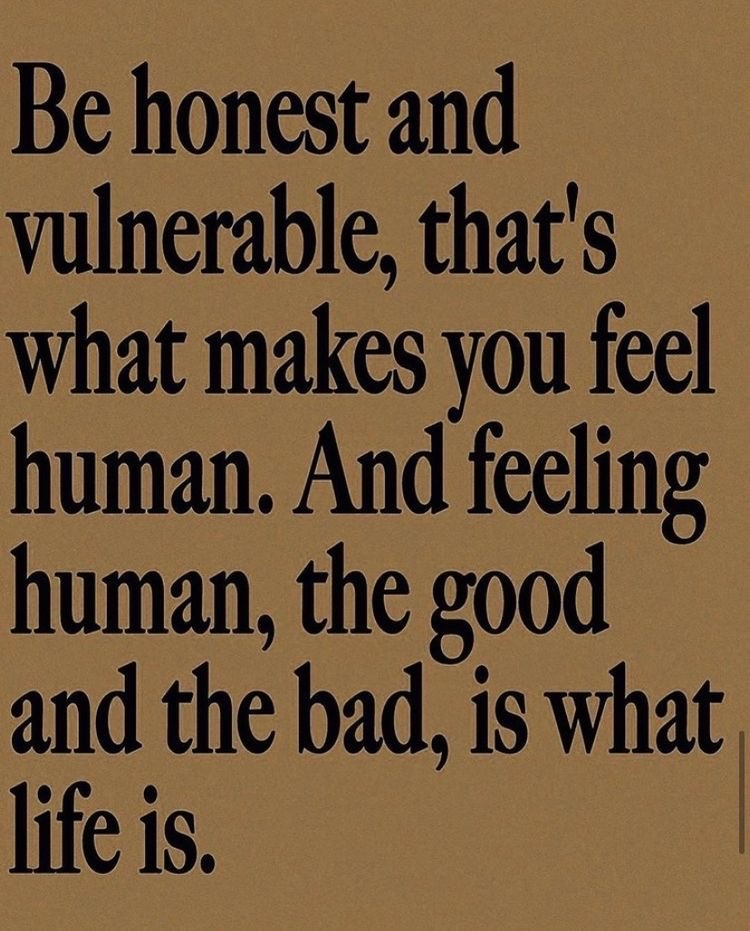 Be honest and
vulnerable, that's
what makes you feel
human. And feeling
human, the good
and the bad, is what
life is.